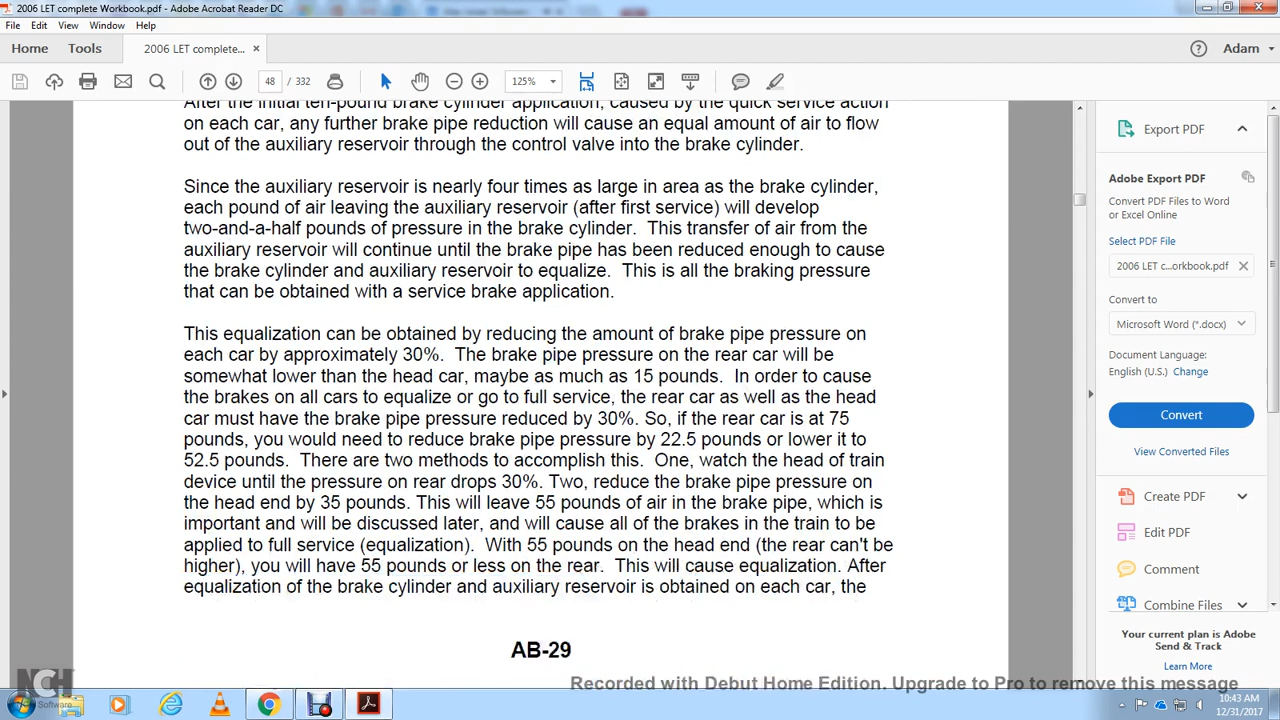 2006 LET complete Workbook.pdf - Adobe Acrobat Reader DC
File Edit View Window Help
Home Tools 2006 LET complete... × Adam
48 / 332 125%
After the initial ten-pound brake cylinder application, caused by the quick service action
on each car, any further brake pipe reduction will cause an equal amount of air to flow
out of the auxiliary reservoir through the control valve into the brake cylinder.
Since the auxiliary reservoir is nearly four times as large in area as the brake cylinder,
each pound of air leaving the auxiliary reservoir (after first service) will develop
two-and-a-half pounds of pressure in the brake cylinder. This transfer of air from the
auxiliary reservoir will continue until the brake pipe has been reduced enough to cause
the brake cylinder and auxiliary reservoir to equalize. This is all the braking pressure
that can be obtained with a service brake application.
This equalization can be obtained by reducing the amount of brake pipe pressure on
each car by approximately 30%. The brake pipe pressure on the rear car will be
somewhat lower than the head car, maybe as much as 15 pounds. In order to cause
the brakes on all cars to equalize or go to full service, the rear car as well as the head
car must have the brake pipe pressure reduced by 30%. So, if the rear car is at 75
pounds, you would need to reduce brake pipe pressure by 22.5 pounds or lower it to
52.5 pounds. There are two methods to accomplish this. One, watch the head of train
device until the pressure on rear drops 30%. Two, reduce the brake pipe pressure on
the head end by 35 pounds. This will leave 55 pounds of air in the brake pipe, which is
important and will be discussed later, and will cause all of the brakes in the train to be
applied to full service (equalization). With 55 pounds on the head end (the rear can't be
higher), you will have 55 pounds or less on the rear. This will cause equalization. After
equalization of the brake cylinder and auxiliary reservoir is obtained on each car, the
AB-29
Export PDF
Adobe Export PDF
Convert PDF Files to Word
or Excel Online
Select PDF File
2006 LET c...orkbook.pdf
Convert to
Microsoft Word (*.docx)
Document Language:
English (U.S.) Change
Convert
View Converted Files
Create PDF
Edit PDF
Comment
Combine Files
Your current plan is Adobe
Send & Track
Learn More
NCH
Software
Recorded with Debut Home Edition. Upgrade to Pro to remove this message
10:43 AM
12/31/2017